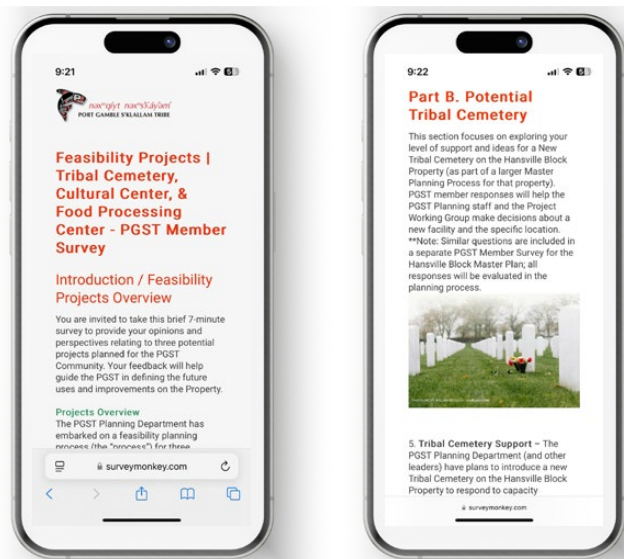 9:21
PORT GAMBLE S'KLALLAM TRIBE
Feasibility Projects |
Tribal Cemetery,
Cultural Center, &
Food Processing
Center - PGST Member
Survey
Introduction / Feasibility
Projects Overview
You are invited to take this brief 7-minute
survey to provide your opinions and
perspectives relating to three potential
projects planned for the PGST
Community. Your feedback will help
guide the PGST in defining the future
uses and improvements on the Property.
Projects Overview
The PGST Planning Department has
embarked on a feasibility planning
process (the "process") for three
surveymonkey.com
9:22
Part B. Potential
Tribal Cemetery
This section focuses on exploring your
level of support and ideas for a New
Tribal Cemetery on the Hansville Block
Property (as part of a larger Master
Planning Process for that property).
PGST member responses will help the
PGST Planning staff and the Project
Working Group make decisions about a
new facility and the specific location.
**Note: Similar questions are included in
a separate PGST Member Survey for the
Hansville Block Master Plan; all
responses will be evaluated in the
planning process.
5. Tribal Cemetery Support – The
PGST Planning Department (and other
leaders) have plans to introduce a new
Tribal Cemetery on the Hansville Block
Property to respond to capacity
surveymonkey.com